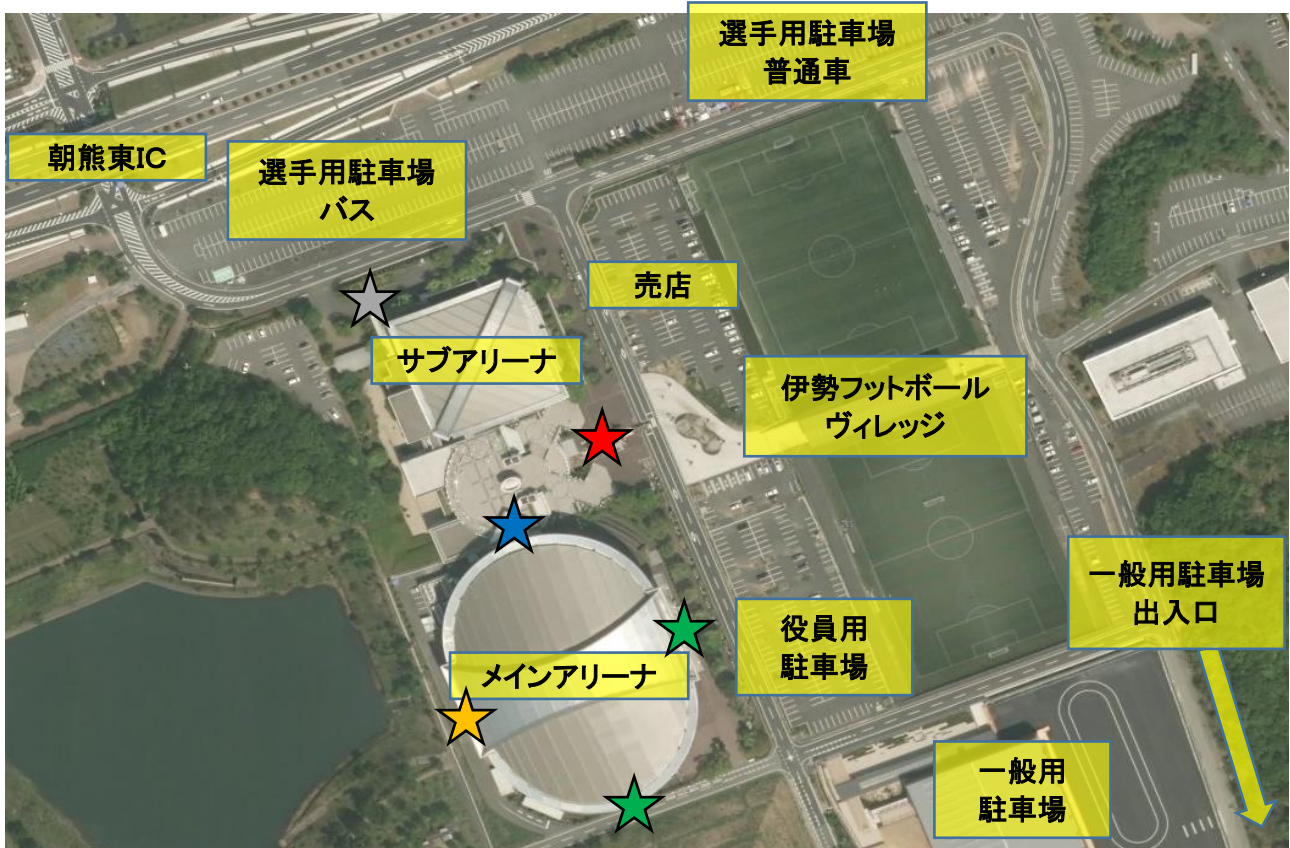 選手用駐車場
普通車
朝熊東IC
選手用駐車場
バス
売店
サブアリーナ
伊勢フットボール
ヴィレッジ
一般用駐車場
出入口
役員用
駐車場
メインアリーナ
一般用
駐車場